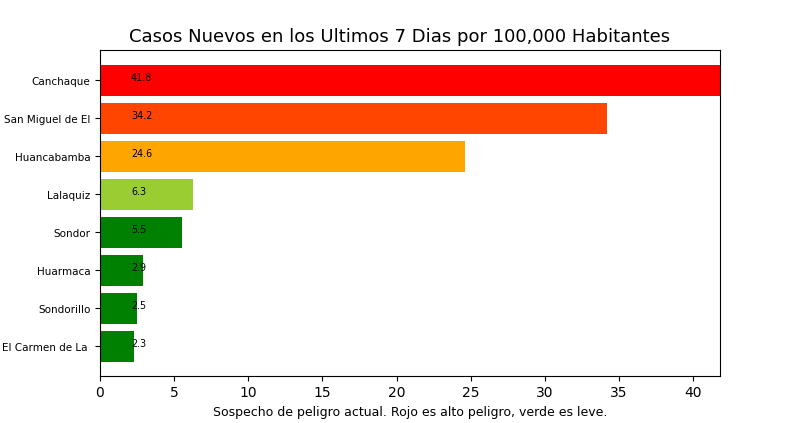 Casos Nuevos en los Ultimos 7 Dias por 100,000 Habitantes
Canchaque 41.8
San Miguel de El 34.2
Huancabamba 24.6
Lalaquiz 6.3
Sondor 5.5
Huarmaca 2.9
Sondorillo 2.5
El Carmen de La 2.3
0 5 10 15 20 25 30 35 40
Sospecho de peligro actual. Rojo es alto peligro, verde es leve.